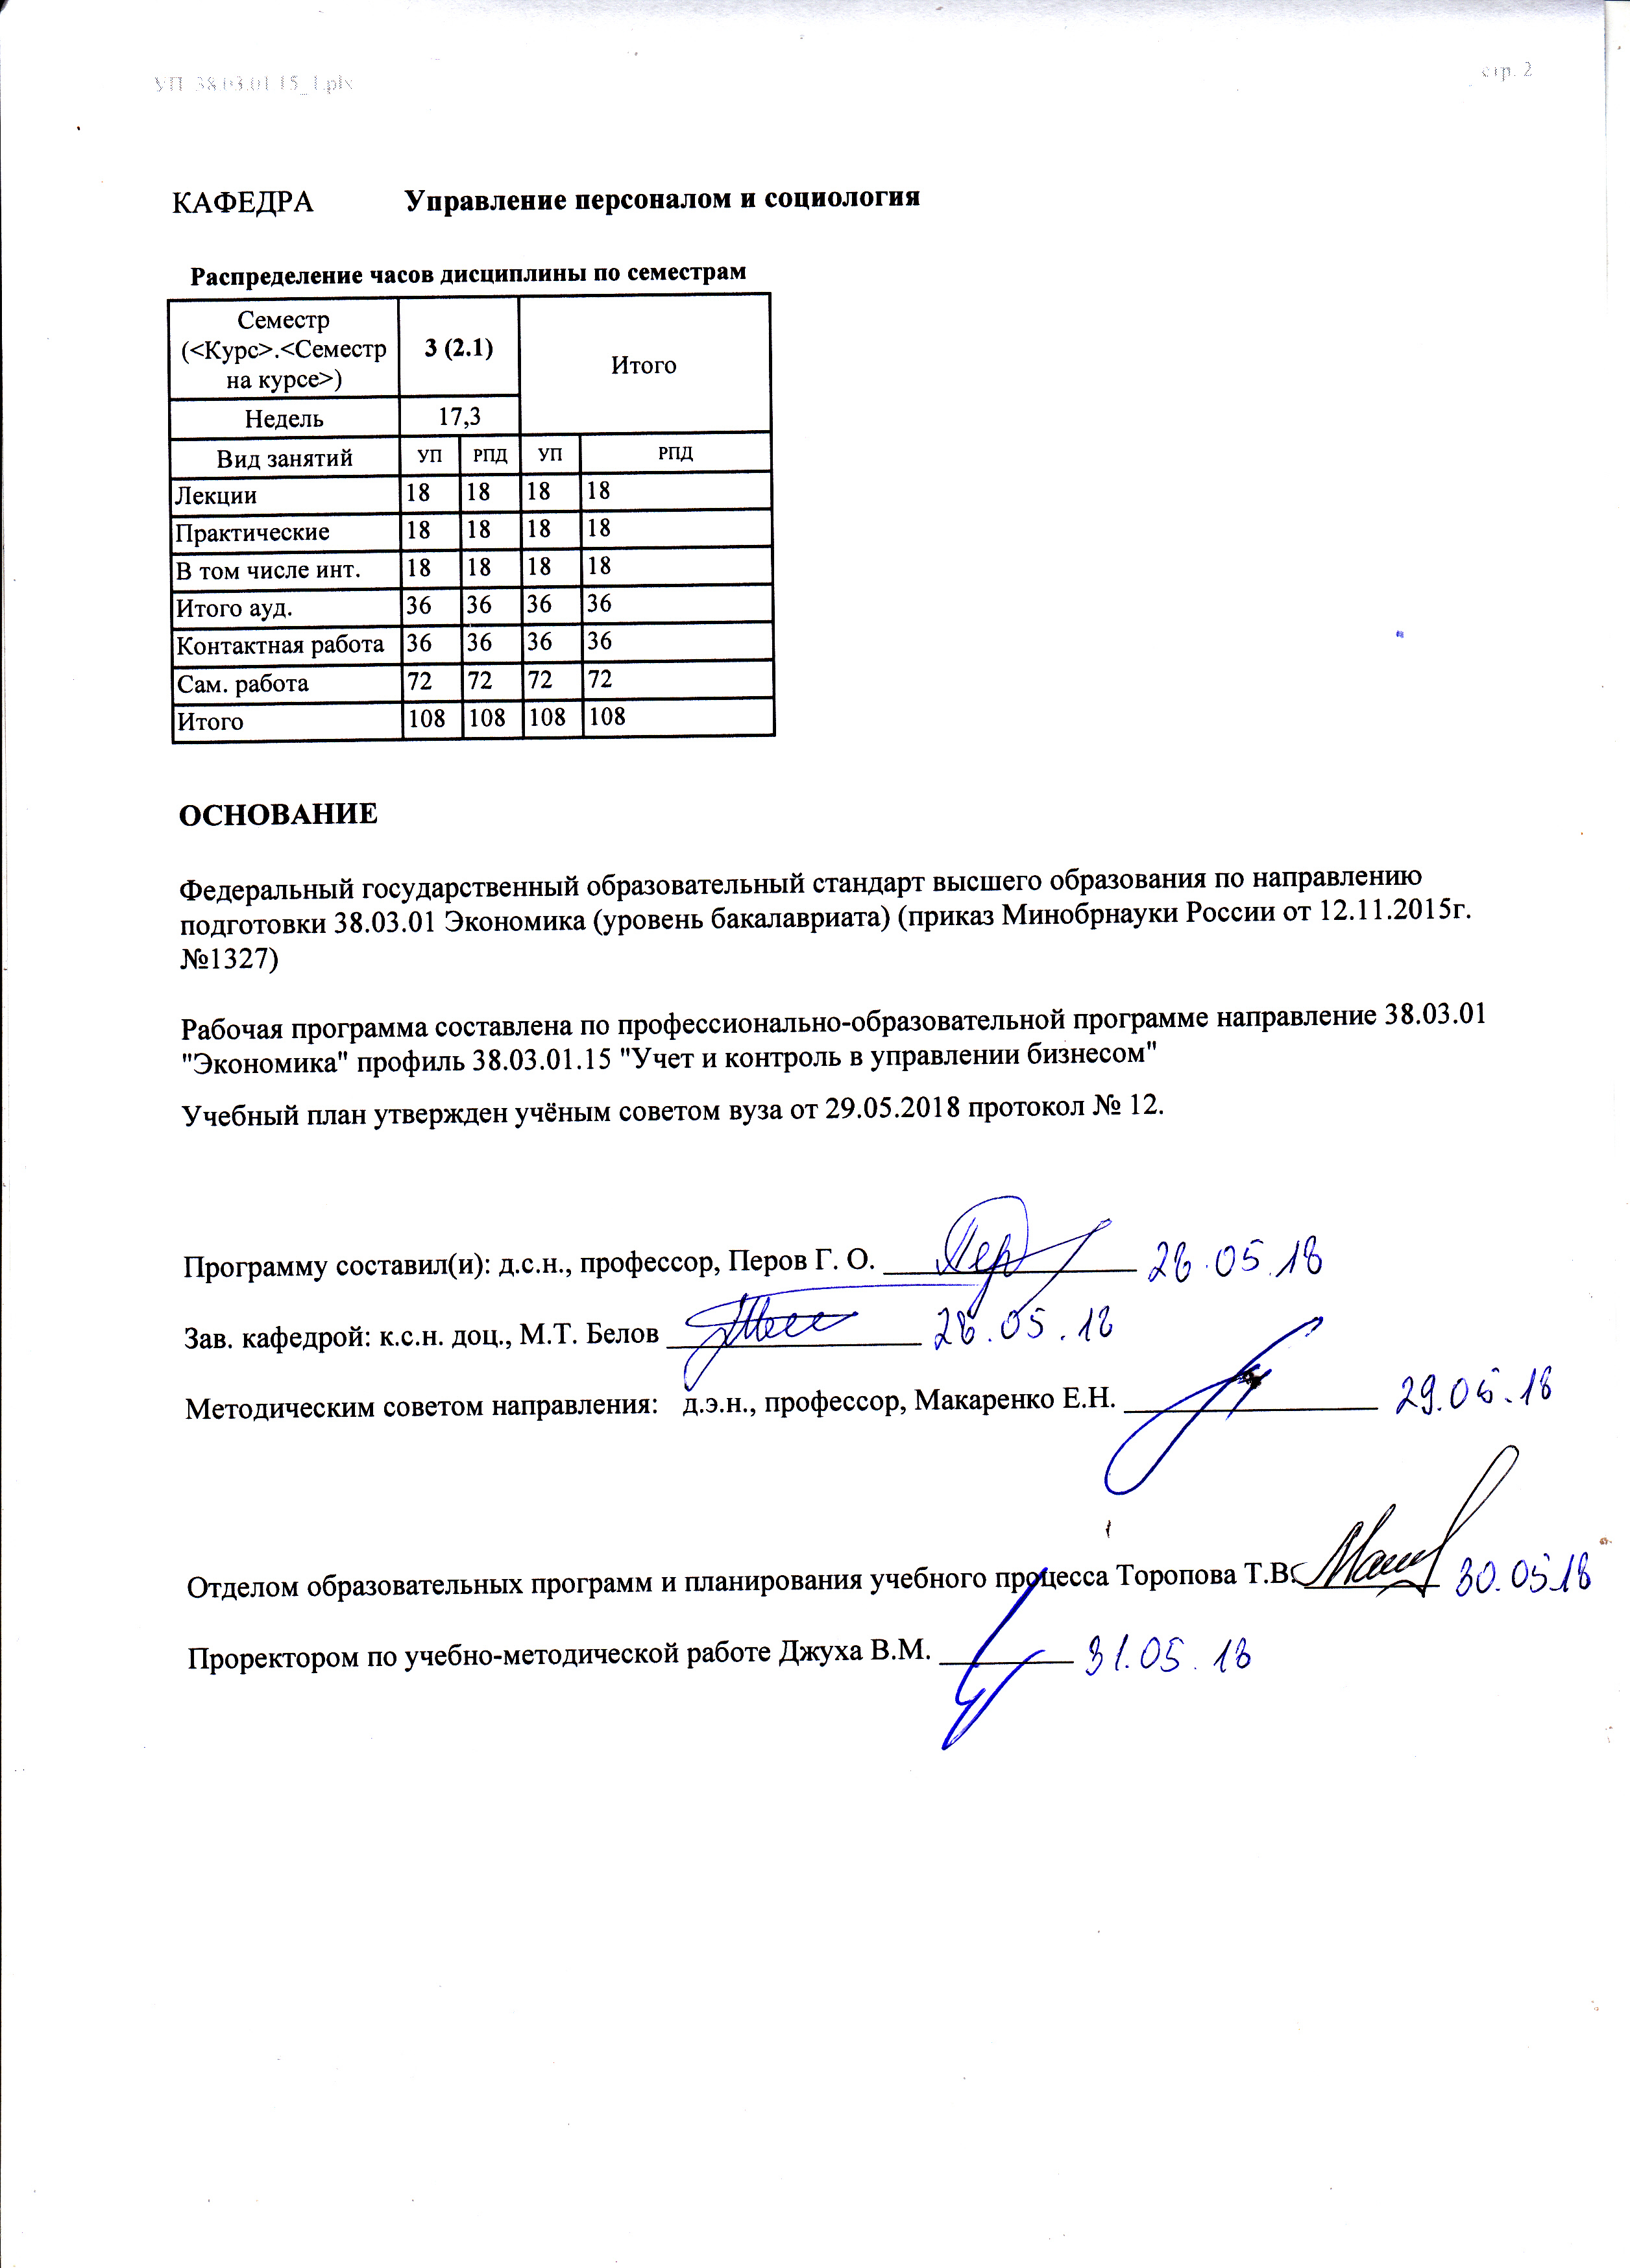 УП 38.03.01.15_1.plx
стр. 2
КАФЕДРА Управление персоналом и социология
Распределение часов дисциплины по семестрам
Семестр
(<Курс>.<Семестр
на курсе>)
3 (2.1)
Итого
Недель 17,3
Вид занятий УП РПД УП РПД
Лекции 18 18 18 18
Практические 18 18 18 18
В том числе инт. 18 18 18 18
Итого ауд. 36 36 36 36
Контактная работа 36 36 36 36
Сам. работа 72 72 72 72
Итого 108 108 108 108
ОСНОВАНИЕ
Федеральный государственный образовательный стандарт высшего образования по направлению
подготовки 38.03.01 Экономика (уровень бакалавриата) (приказ Минобрнауки России от 12.11.2015г.
№1327)
Рабочая программа составлена по профессионально-образовательной программе направление 38.03.01
"Экономика" профиль 38.03.01.15 "Учет и контроль в управлении бизнесом"
Учебный план утвержден учёным советом вуза от 29.05.2018 протокол № 12.
Программу составил(и): д.с.н., профессор, Перов Г. О. 28.05.18
Зав. кафедрой: к.с.н. доц., М.Т. Белов 28.05.18
Методическим советом направления: д.э.н., профессор, Макаренко Е.Н. 29.05.18
Отделом образовательных программ и планирования учебного процесса Торопова Т.В. 30.05.18
Проректором по учебно-методической работе Джуха В.М. 31.05.18